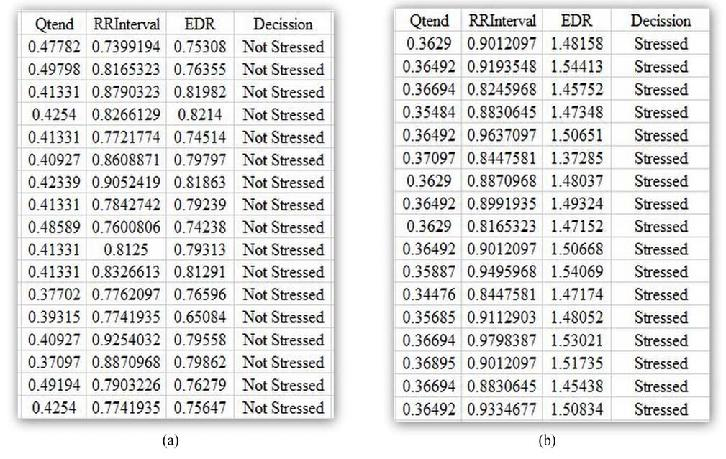 Qtend RRInterval EDR Decission
0.47782 0.7399194 0.75308 Not Stressed
0.49798 0.8165323 0.76355 Not Stressed
0.41331 0.8790323 0.81982 Not Stressed
0.4254 0.8266129 0.8214 Not Stressed
0.41331 0.7721774 0.74514 Not Stressed
0.40927 0.8608871 0.79797 Not Stressed
0.42339 0.9052419 0.81863 Not Stressed
0.41331 0.7842742 0.79239 Not Stressed
0.48589 0.7600806 0.74238 Not Stressed
0.41331 0.8125 0.79313 Not Stressed
0.41331 0.8326613 0.81291 Not Stressed
0.37702 0.7762097 0.76596 Not Stressed
0.39315 0.7741935 0.65084 Not Stressed
0.40927 0.9254032 0.79558 Not Stressed
0.37097 0.8870968 0.79862 Not Stressed
0.49194 0.7903226 0.76279 Not Stressed
0.4254 0.7741935 0.75647 Not Stressed
(a)
Qtend RRInterval EDR Decission
0.3629 0.9012097 1.48158 Stressed
0.36492 0.9193548 1.54413 Stressed
0.36694 0.8245968 1.45752 Stressed
0.35484 0.8830645 1.47348 Stressed
0.36492 0.9637097 1.50651 Stressed
0.37097 0.8447581 1.37285 Stressed
0.3629 0.8870968 1.48037 Stressed
0.36492 0.8991935 1.49324 Stressed
0.3629 0.8165323 1.47152 Stressed
0.36492 0.9012097 1.50668 Stressed
0.35887 0.9495968 1.54069 Stressed
0.34476 0.8447581 1.47174 Stressed
0.35685 0.9112903 1.48052 Stressed
0.36694 0.9798387 1.53021 Stressed
0.36895 0.9012097 1.51735 Stressed
0.36694 0.8830645 1.45438 Stressed
0.36492 0.9334677 1.50834 Stressed
(b)